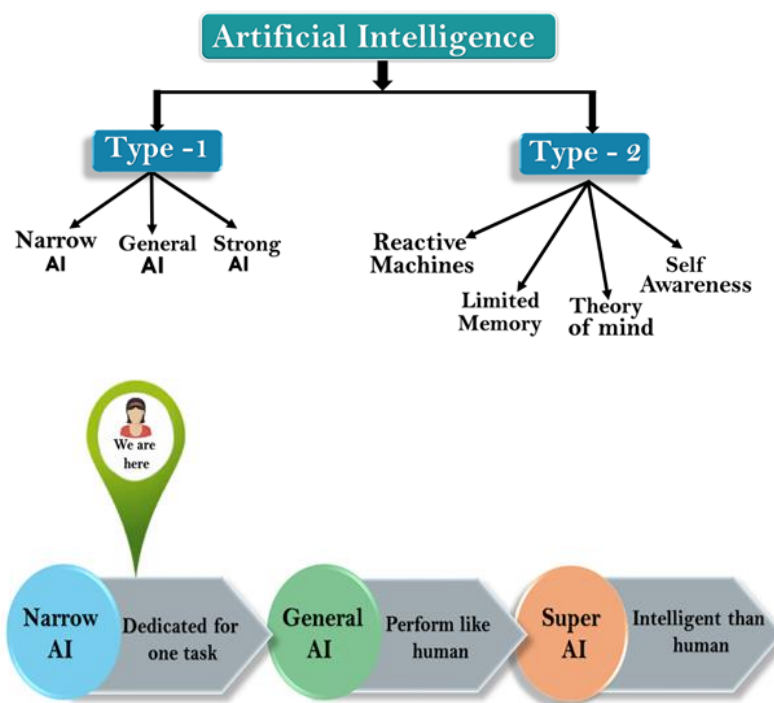 Artificial Intelligence
Type -1
Type - 2
Narrow
AI
General
AI
Strong
AI
Reactive
Machines
Limited
Memory
Theory
of mind
Self
Awareness
We are
here
Narrow
AI
Dedicated for
one task
General
AI
Perform like
human
Super
AI
Intelligent than
human